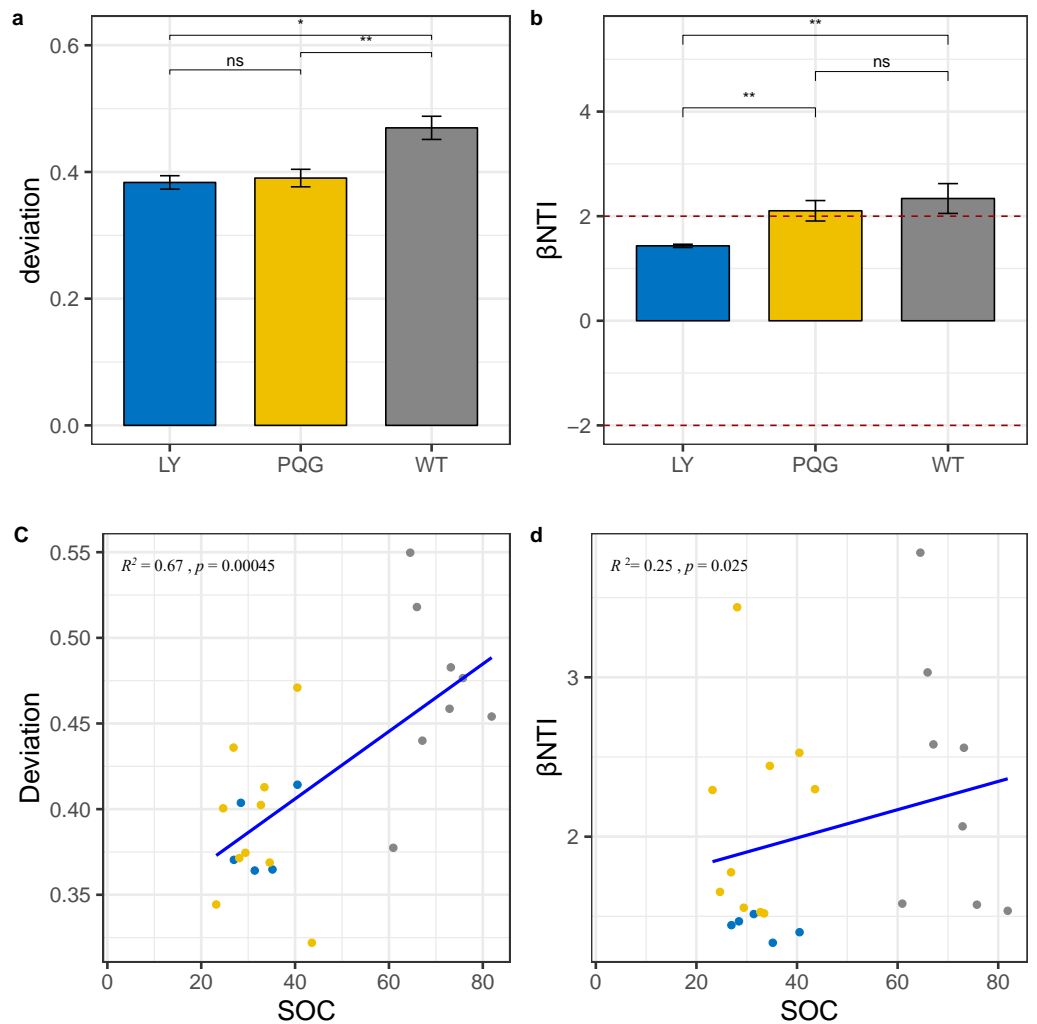 a
deviation
0.6
0.4
0.2
0.0
*
**
ns
LY PQG WT
b
βNTI
4
2
0
−2
**
ns
**
LY PQG WT
C
Deviation
0.55
0.50
0.45
0.40
0.35
R² = 0.67 , p = 0.00045
0 20 40 60 80
SOC
d
βNTI
3
2
R ²= 0.25 , p = 0.025
0 20 40 60 80
SOC